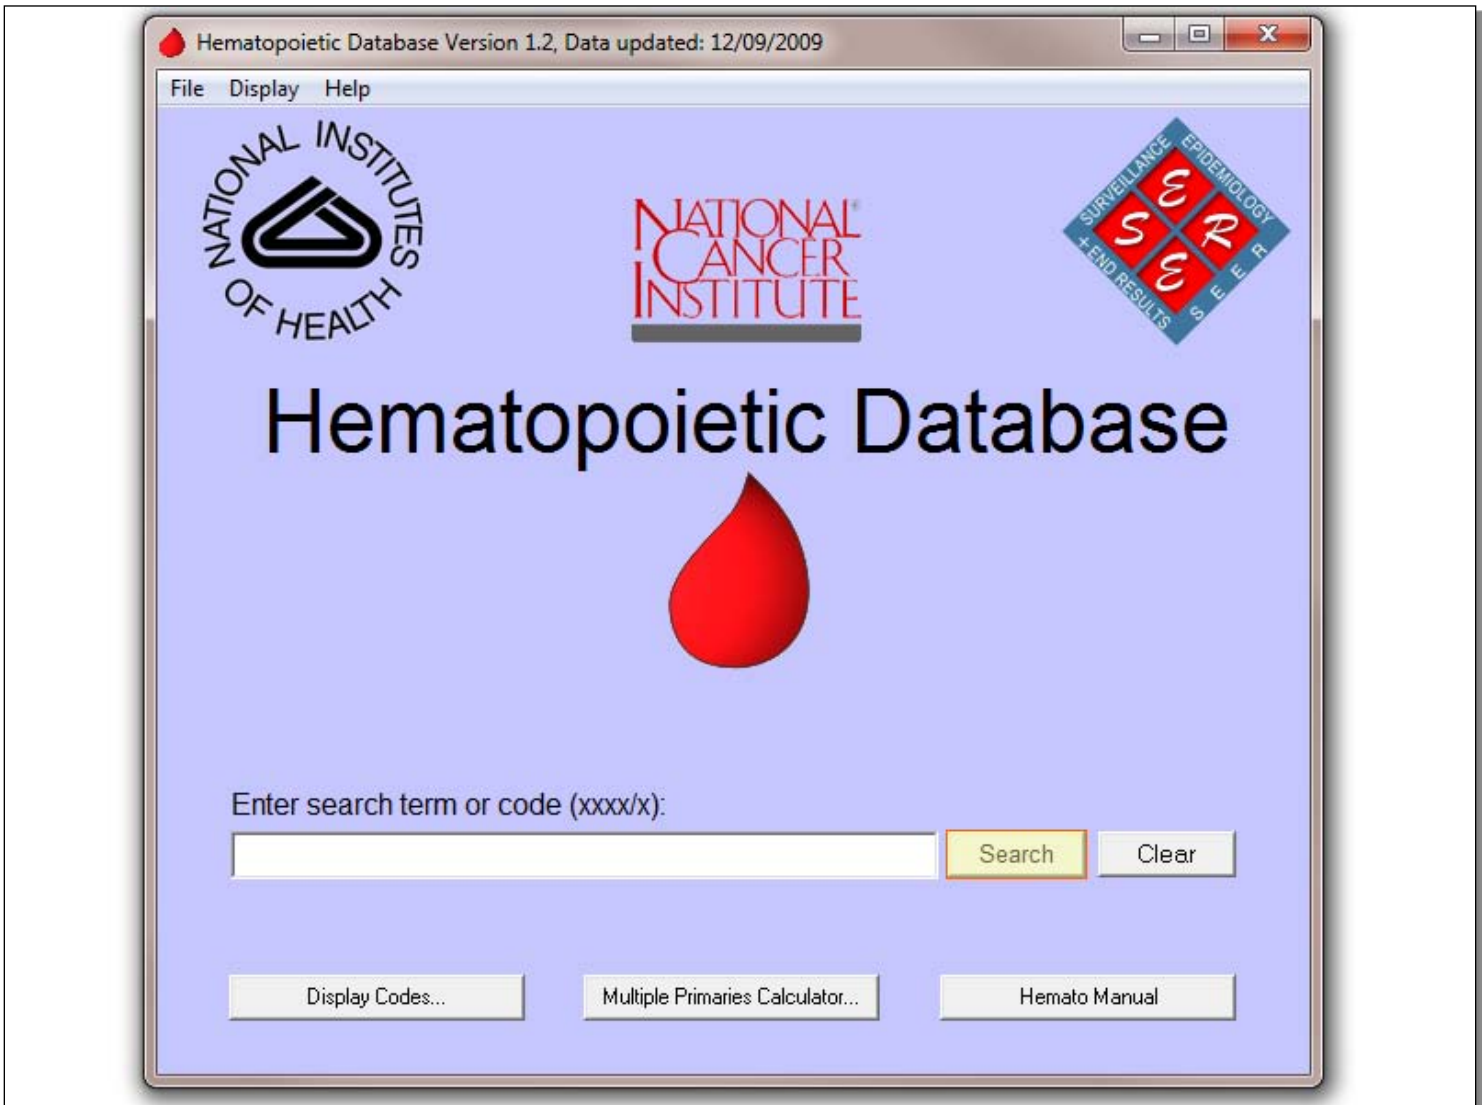 Hematopoietic Database Version 1.2, Data updated: 12/09/2009
File Display Help
NATIONAL INSTITUTES
OF HEALTH
NATIONAL
CANCER
INSTITUTE
SURVEILLANCE
EPIDEMIOLOGY
+ END RESULTS
SEER
S E E R
Hematopoietic Database
Enter search term or code (xxxx/x):
Search Clear
Display Codes... Multiple Primaries Calculator... Hemato Manual